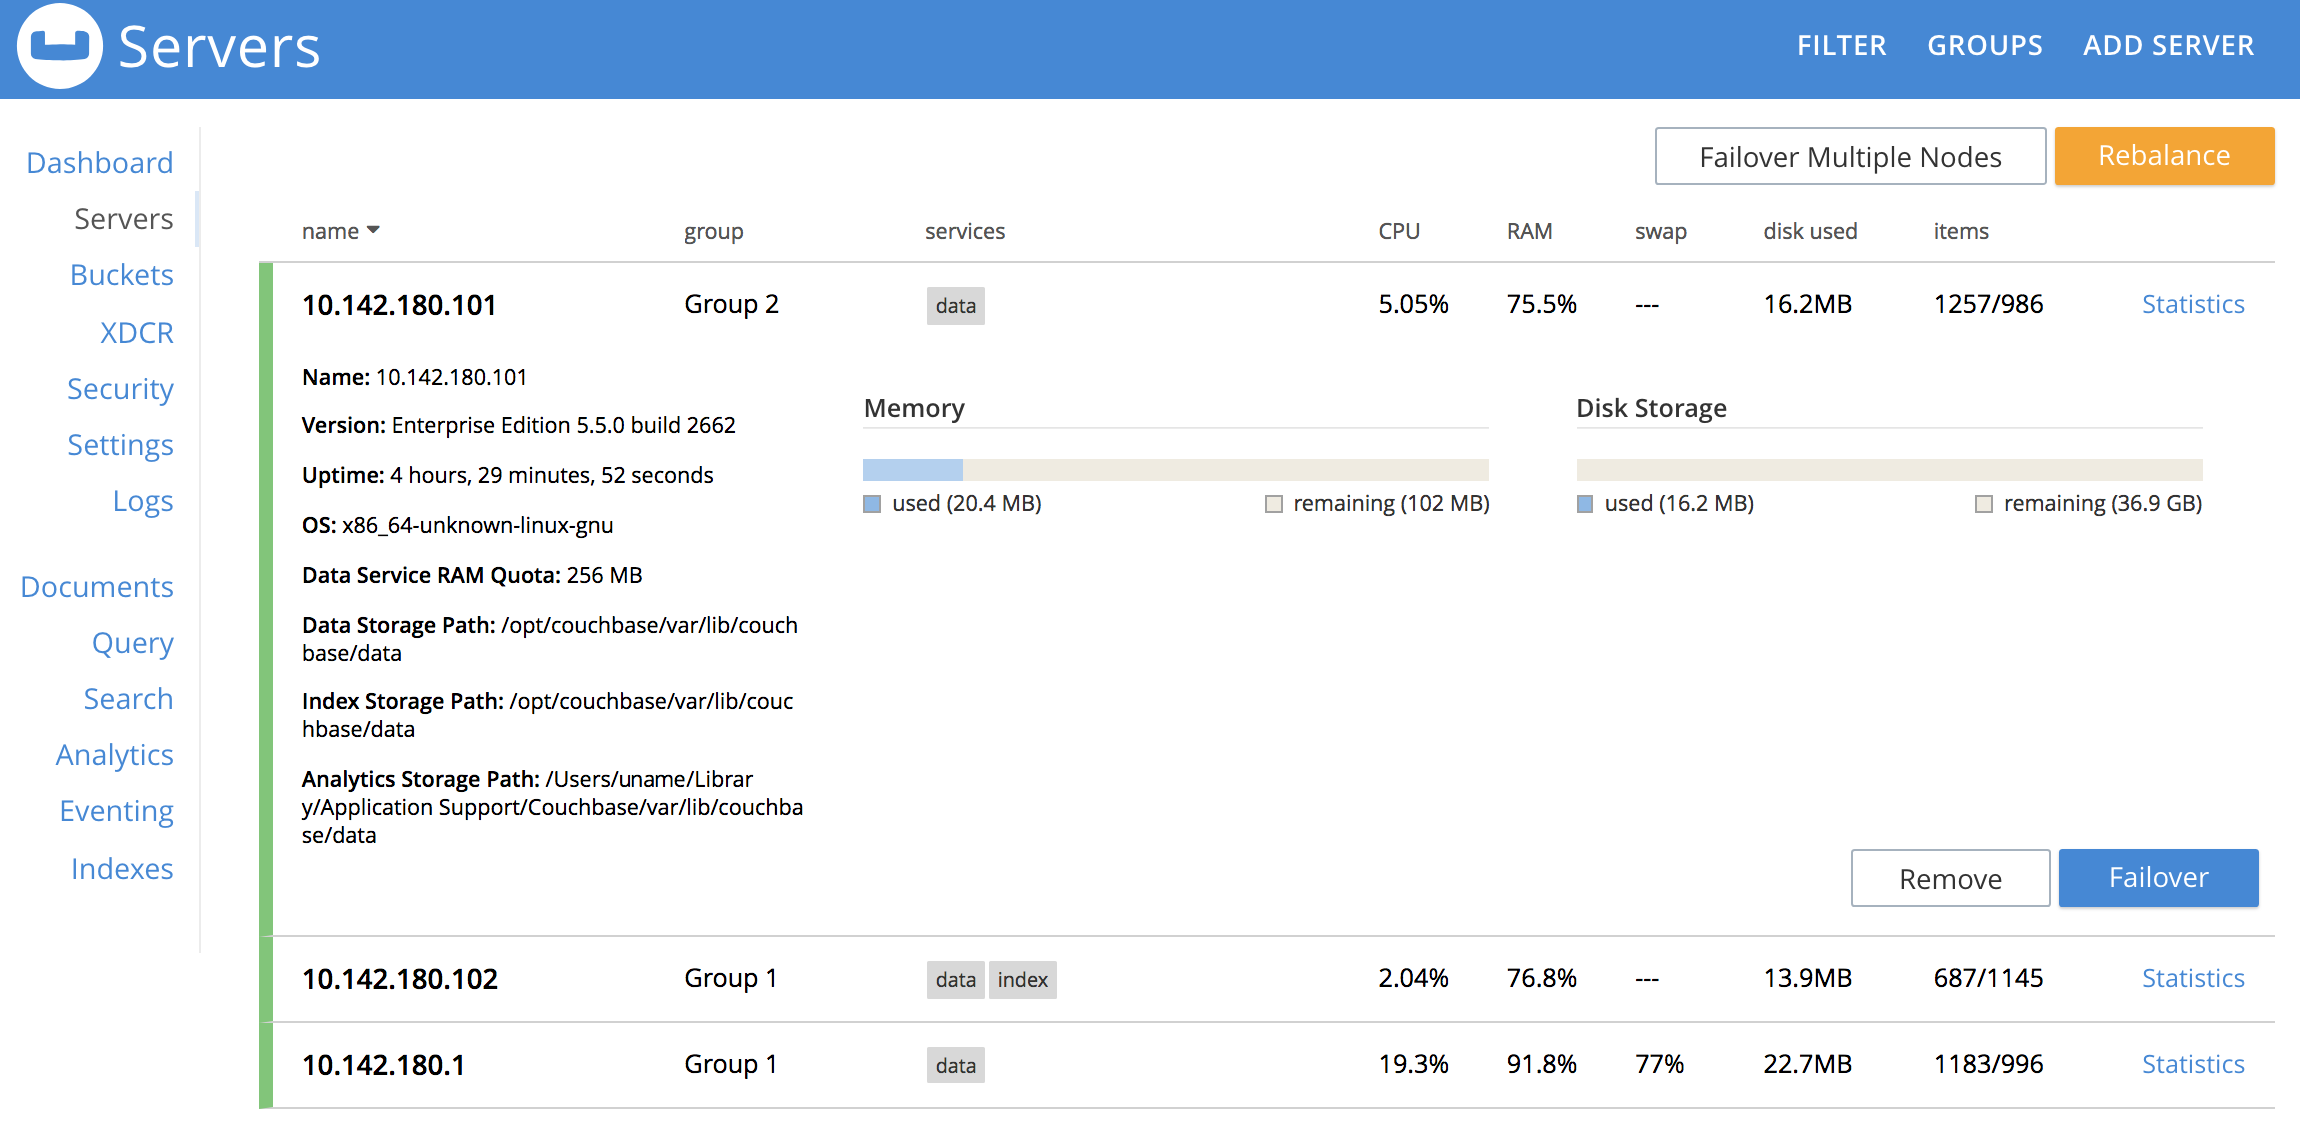 Servers
FILTER GROUPS ADD SERVER
Dashboard
Servers
Buckets
XDCR
Security
Settings
Logs
Documents
Query
Search
Analytics
Eventing
Indexes
Failover Multiple Nodes Rebalance
name group services CPU RAM swap disk used items
10.142.180.101 Group 2 data 5.05% 75.5% --- 16.2MB 1257/986 Statistics
Name: 10.142.180.101
Version: Enterprise Edition 5.5.0 build 2662
Uptime: 4 hours, 29 minutes, 52 seconds
OS: x86_64-unknown-linux-gnu
Data Service RAM Quota: 256 MB
Data Storage Path: /opt/couchbase/var/lib/couch
base/data
Index Storage Path: /opt/couchbase/var/lib/couc
hbase/data
Analytics Storage Path: /Users/uname/Librar
y/Application Support/Couchbase/var/lib/couchba
se/data
Memory
used (20.4 MB) remaining (102 MB)
Disk Storage
used (16.2 MB) remaining (36.9 GB)
Remove Failover
10.142.180.102 Group 1 data index 2.04% 76.8% --- 13.9MB 687/1145 Statistics
10.142.180.1 Group 1 data 19.3% 91.8% 77% 22.7MB 1183/996 Statistics